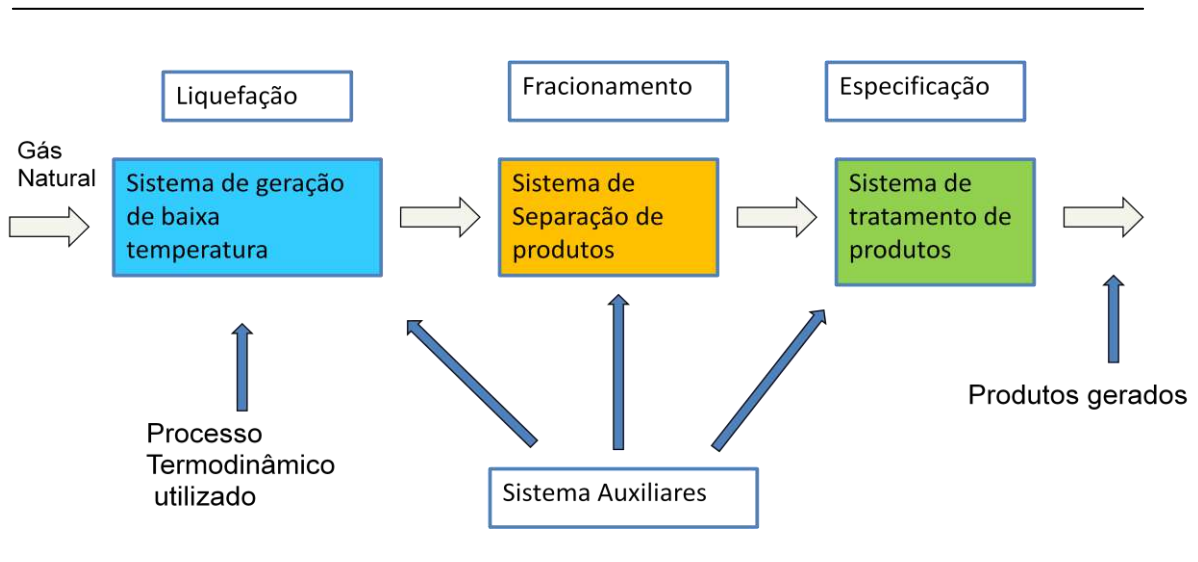 Liquefação
Fracionamento
Especificação
Gás
Natural
Sistema de geração
de baixa
temperatura
Sistema de
Separação de
produtos
Sistema de
tratamento de
produtos
Produtos gerados
Processo
Termodinâmico
utilizado
Sistema Auxiliares